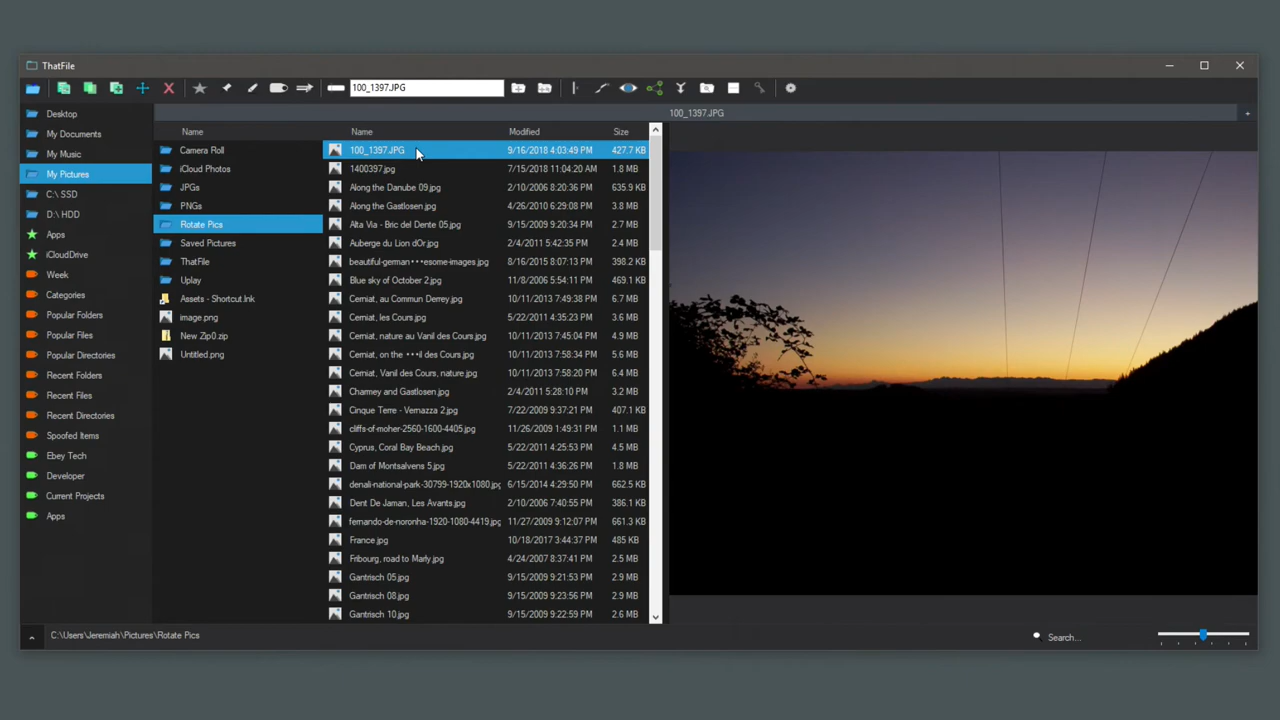 ThatFile
100_1397.JPG
100_1397.JPG
+
Desktop
My Documents
My Music
My Pictures
C:\ SSD
D:\ HDD
Apps
iCloudDrive
Week
Categories
Popular Folders
Popular Files
Popular Directories
Recent Folders
Recent Files
Recent Directories
Spoofed Items
Ebey Tech
Developer
Current Projects
Apps
Name
Camera Roll
iCloud Photos
JPGs
PNGs
Rotate Pics
Saved Pictures
ThatFile
Uplay
Assets - Shortcut.lnk
image.png
New Zip0.zip
Untitled.png
Name Modified Size
100_1397.JPG 9/16/2018 4:03:49 PM 427.7 KB
1400397.jpg 7/15/2018 11:04:20 AM 1.8 MB
Along the Danube 09.jpg 2/10/2006 8:20:36 PM 635.9 KB
Along the Gastlosen.jpg 4/26/2010 6:29:08 PM 3.8 MB
Alta Via - Bric del Dente 05.jpg 9/15/2009 9:20:34 PM 2.7 MB
Auberge du Lion dOr.jpg 2/4/2011 5:42:35 PM 2.4 MB
beautiful-german•••esome-images.jpg 8/16/2015 8:07:13 PM 398.2 KB
Blue sky of October 2.jpg 11/8/2006 5:54:11 PM 469.1 KB
Cerniat, au Commun Derrey.jpg 10/11/2013 7:49:38 PM 6.7 MB
Cerniat, les Cours.jpg 5/22/2011 4:35:23 PM 3.6 MB
Cerniat, nature au Vanil des Cours.jpg 10/11/2013 7:45:04 PM 4.9 MB
Cerniat, on the •••il des Cours.jpg 10/11/2013 7:58:34 PM 5.6 MB
Cerniat, Vanil des Cours, nature.jpg 10/11/2013 7:58:20 PM 6.4 MB
Charmey and Gastlosen.jpg 2/4/2011 5:28:10 PM 3.2 MB
Cinque Terre - Vernazza 2.jpg 7/22/2009 9:37:21 PM 407.1 KB
cliffs-of-moher-2560-1600-4405.jpg 11/26/2009 1:49:31 PM 1.1 MB
Cyprus, Coral Bay Beach.jpg 5/22/2011 4:25:53 PM 4.5 MB
Dam of Montsalvens 5.jpg 5/22/2011 4:36:26 PM 1.8 MB
denali-national-park-30799-1920x1080.jpg 6/15/2014 4:29:50 PM 662.5 KB
Dent De Jaman, Les Avants.jpg 2/10/2006 7:40:55 PM 386.1 KB
fernando-de-noronha-1920-1080-4419.jpg 11/27/2009 9:12:07 PM 661.3 KB
France.jpg 10/18/2017 3:44:37 PM 485 KB
Fribourg, road to Marly.jpg 4/24/2007 8:37:41 PM 2.5 MB
Gantrisch 05.jpg 9/15/2009 9:21:53 PM 2.9 MB
Gantrisch 08.jpg 9/15/2009 9:23:56 PM 2.9 MB
Gantrisch 10.jpg 9/15/2009 9:22:59 PM 2.6 MB
C:\Users\Jeremiah\Pictures\Rotate Pics
Search...